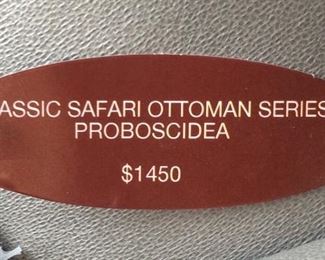 ASSIC SAFARI OTTOMAN SERIES
PROBOSCIDEA
$1450